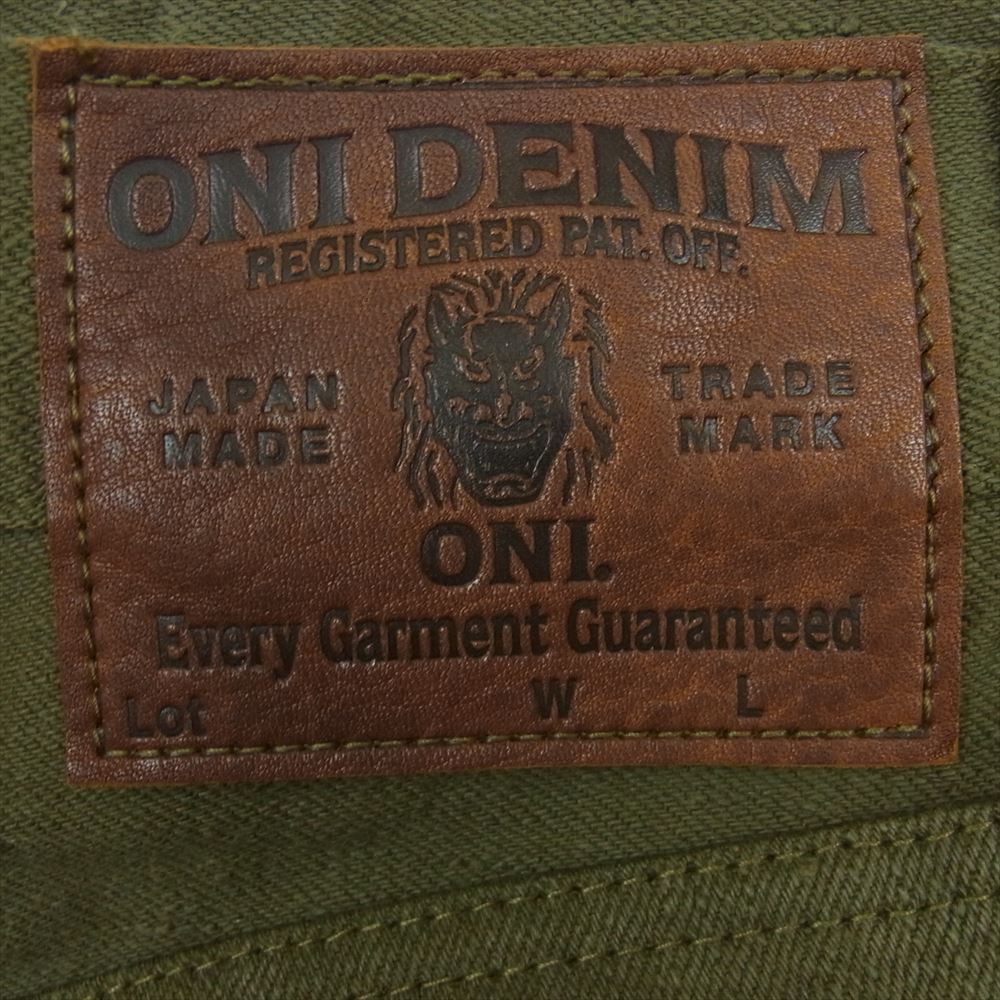 ONI DENIM
REGISTERED PAT. OFF.
JAPAN MADE
TRADE MARK
ONI.
Every Garment Guaranteed
Lot W L